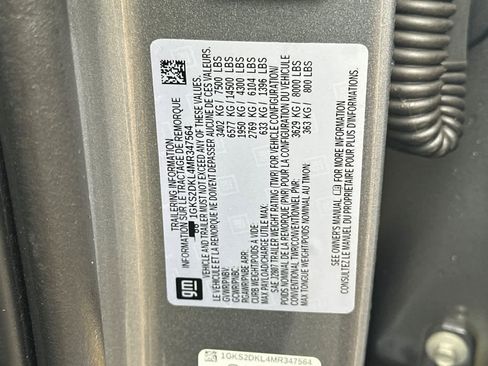 TRAILERING INFORMATION
INFORMATION SUR LE TRACTAGE DE REMORQUE
1GKS2DKL4MR347564
VEHICLE AND TRAILER MUST NOT EXCEED ANY OF THESE VALUES.
LE VÉHICULE ET LA REMORQUE NE DOIVENT DÉPASSER AUCUNE DE CES VALEURS.
GVWR/PNBV: 3402 KG / 7500 LBS
GCWR/PNBC: 6577 KG / 14500 LBS
RGAWR/PNBE ARR: 1950 KG / 4300 LBS
CURB WEIGHT/POIDS A VIDE: 2769 KG / 6104 LBS
MAX PAYLOAD/CHARGE UTILE MAX: 633 KG / 1396 LBS
SAE J2807 TRAILER WEIGHT RATING (TWR) FOR VEHICLE CONFIGURATION/
POIDS NOMINAL DE LA REMORQUE (PNR) POUR LA CONFIGURATION DU VÉHICULE
CONVENTIONAL TWR/CONVENTIONNEL PNR: 3629 KG / 8000 LBS
MAX TONGUE WEIGHT/POIDS NOMINAL AU TIMON: 363 KG / 800 LBS
SEE OWNER'S MANUAL FOR MORE INFORMATION
CONSULTEZ LE MANUEL DU PROPRIÉTAIRE POUR PLUS D'INFORMATION
gm
1GKS2DKL4MR347564